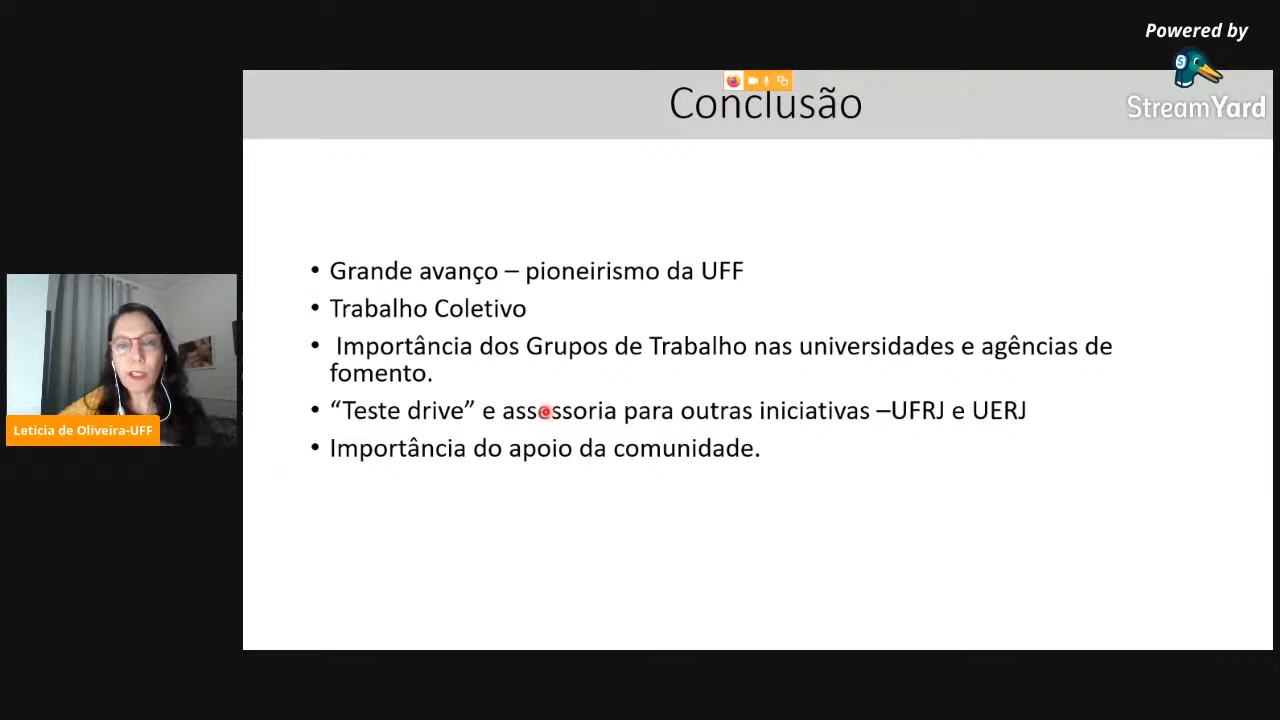 Powered by
StreamYard
Conclusão
• Grande avanço – pioneirismo da UFF
• Trabalho Coletivo
• Importância dos Grupos de Trabalho nas universidades e agências de
fomento.
• “Teste drive” e assessoria para outras iniciativas –UFRJ e UERJ
• Importância do apoio da comunidade.
Letícia de Oliveira-UFF